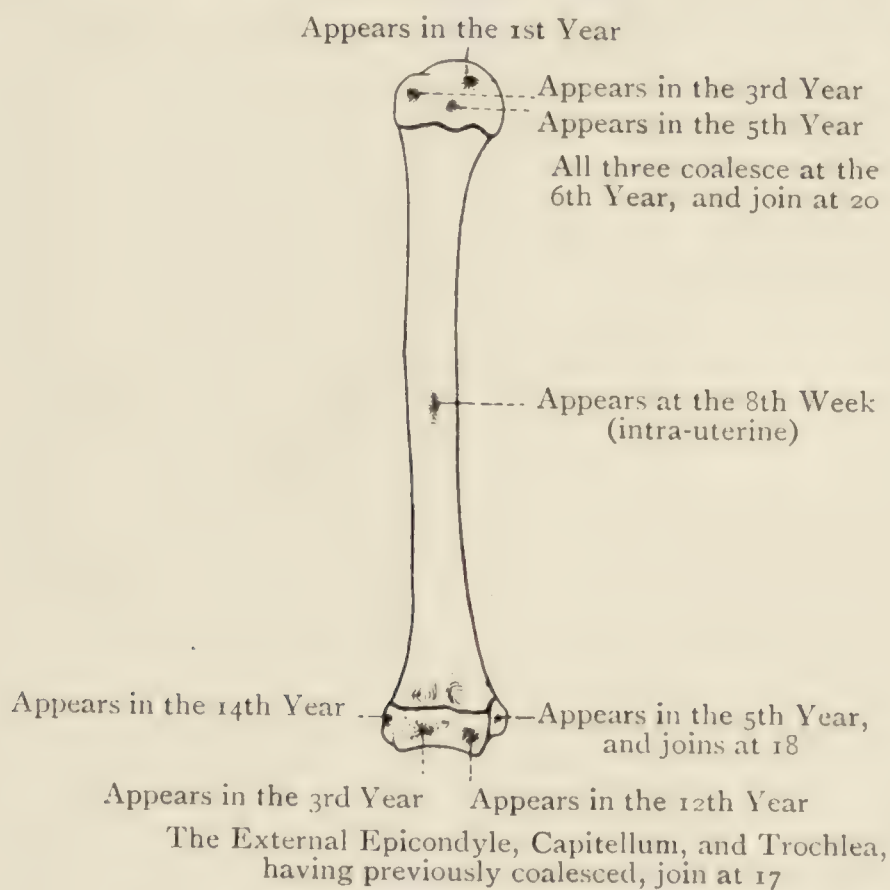 Appears in the 1st Year
Appears in the 3rd Year
Appears in the 5th Year
All three coalesce at the
6th Year, and join at 20
Appears at the 8th Week
(intra-uterine)
Appears in the 14th Year
Appears in the 5th Year,
and joins at 18
Appears in the 3rd Year
Appears in the 12th Year
The External Epicondyle, Capitellum, and Trochlea,
having previously coalesced, join at 17